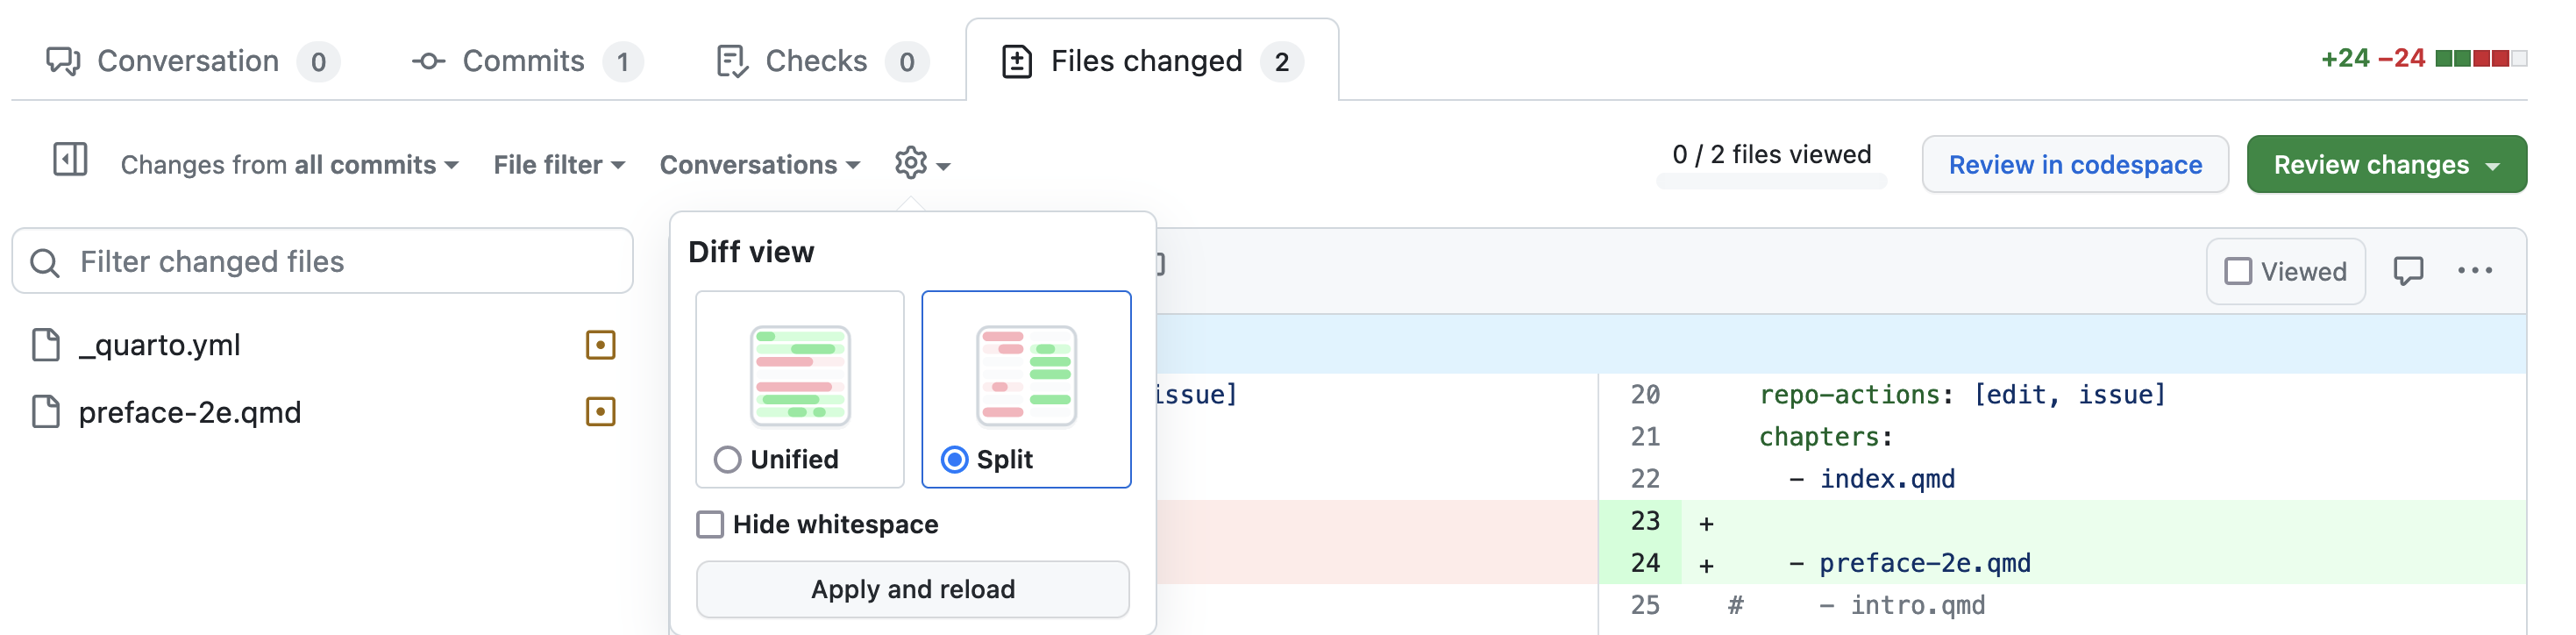 Conversation 0 Commits 1 Checks 0 Files changed 2 +24 −24
Changes from all commits File filter Conversations 0 / 2 files viewed Review in codespace Review changes
Filter changed files
_quarto.yml
preface-2e.qmd
Diff view
Unified Split
Hide whitespace
Apply and reload
Viewed
issue]
20 repo-actions: [edit, issue]
21 chapters:
22 - index.qmd
23 +
24 + - preface-2e.qmd
25 # - intro.qmd